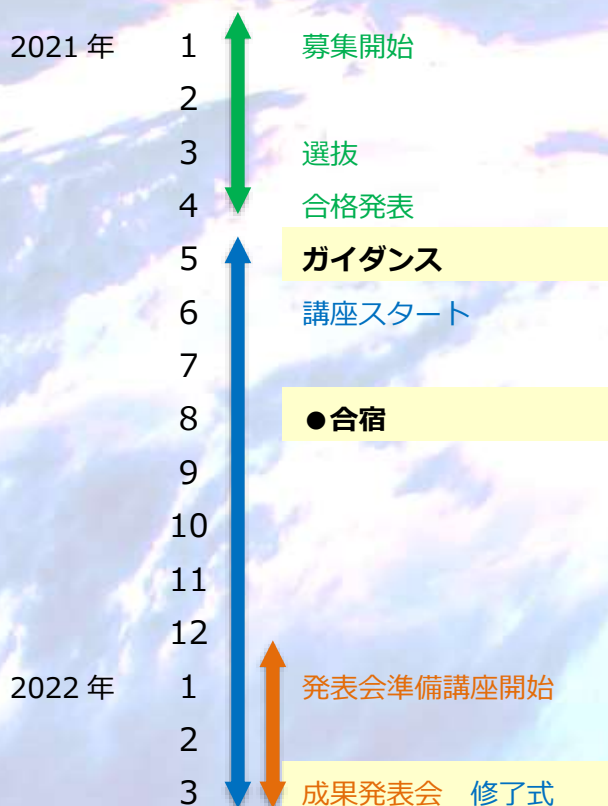 2021 年 1 募集開始
2
3 選抜
4 合格発表
5 ガイダンス
6 講座スタート
7
8 ●合宿
9
10
11
12
2022 年 1 発表会準備講座開始
2
3 成果発表会 修了式